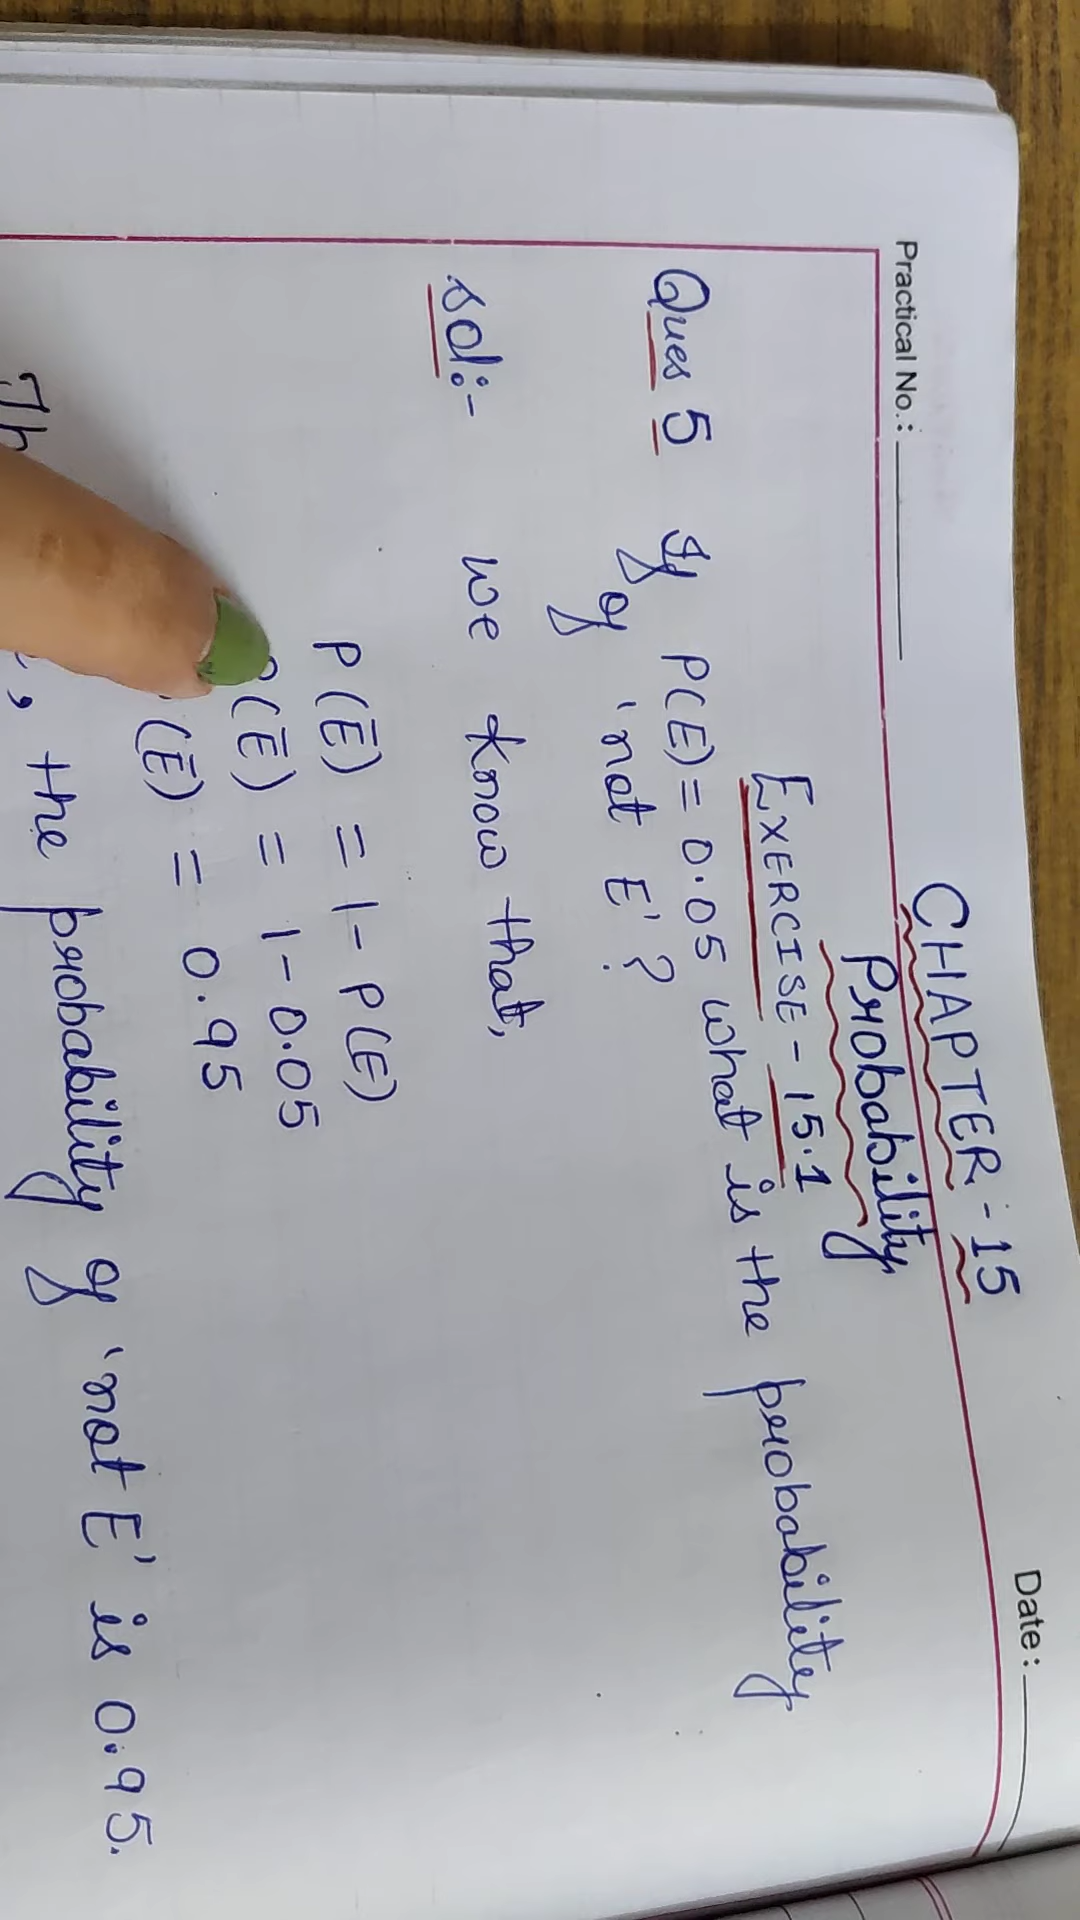 Practical No.: Date:
CHAPTER - 15
Probability
EXERCISE - 15.1
Ques 5 If P(E) = 0.05 what is the probability
of 'not E'?
sol:- we know that,
P(E̅) = 1 - P(E)
P(E̅) = 1 - 0.05
(E̅) = 0.95
, the probability of 'not E' is 0.95.